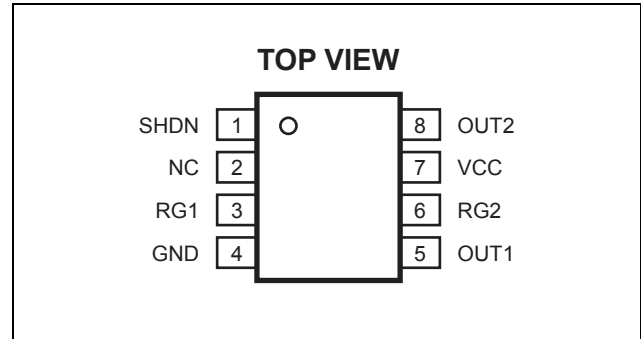 TOP VIEW
SHDN 1 8 OUT2
NC 2 7 VCC
RG1 3 6 RG2
GND 4 5 OUT1